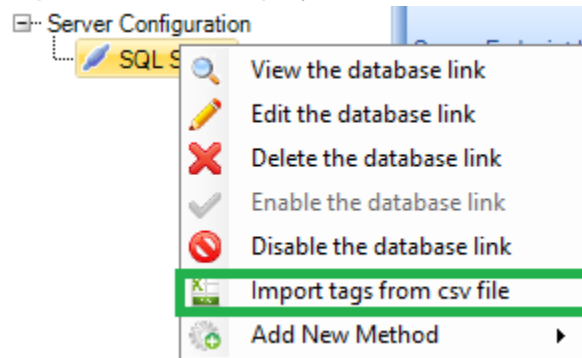 Server Configuration
SQL S
View the database link
Edit the database link
Delete the database link
Enable the database link
Disable the database link
Import tags from csv file
Add New Method